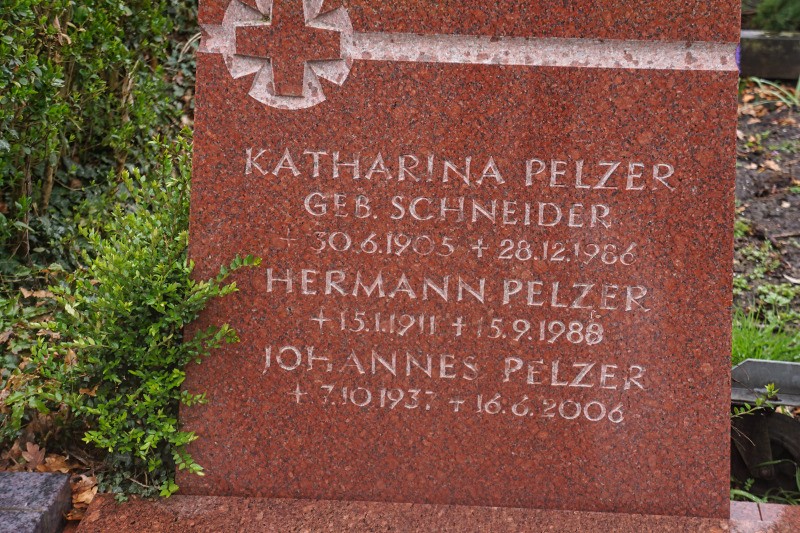 KATHARINA PELZER
GEB. SCHNEIDER
+ 30.6.1905 + 28.12.1986
HERMANN PELZER
+ 15.1.1911 + 15.9.1988
JOHANNES PELZER
+ 7.10.1937 + 16.6.2006